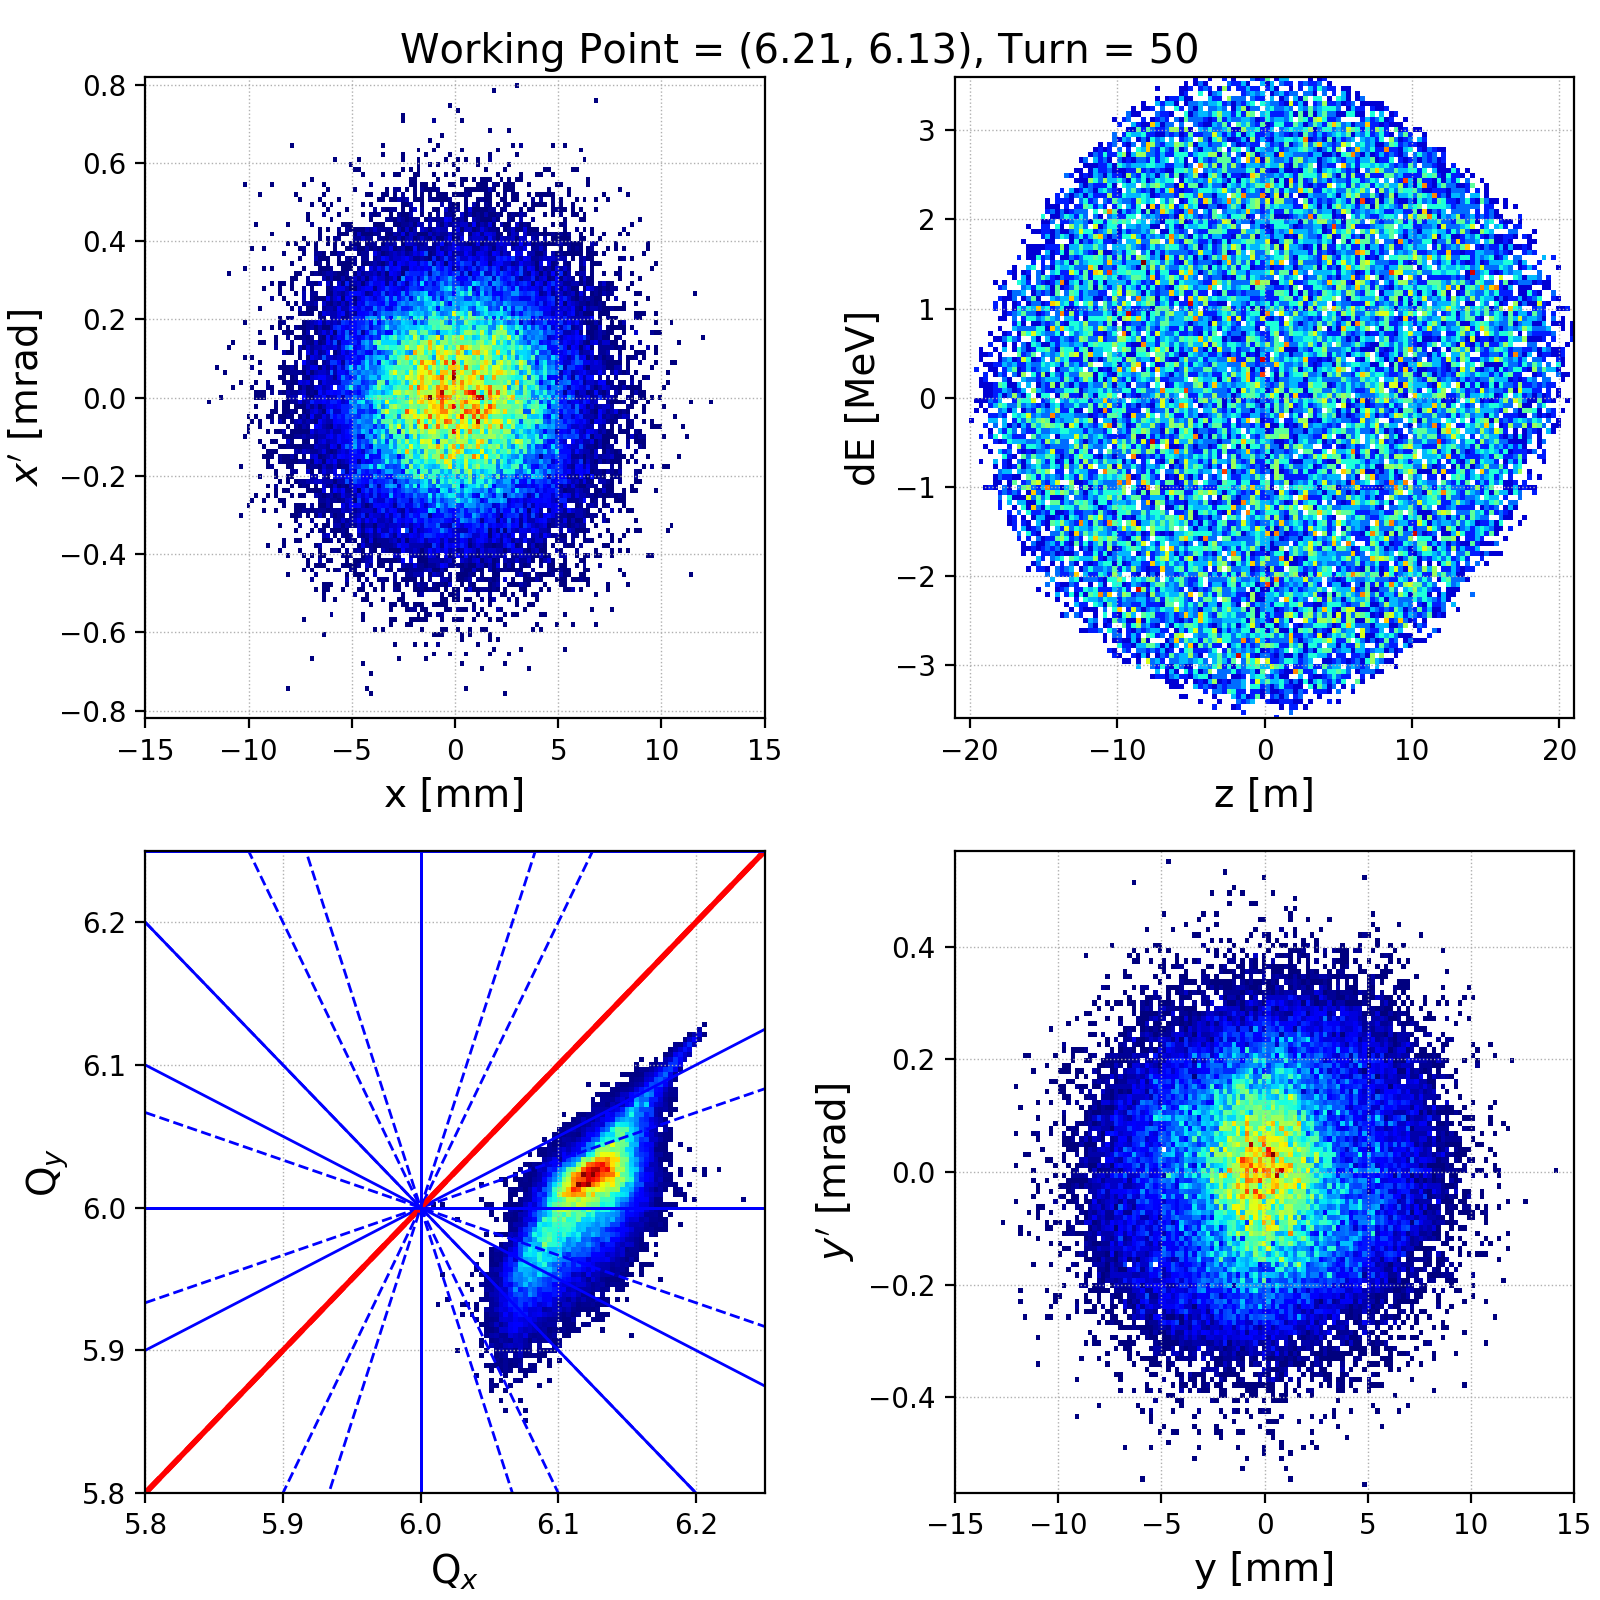 Working Point = (6.21, 6.13), Turn = 50
0.8
0.6
0.4
0.2
0.0
−0.2
−0.4
−0.6
−0.8
x′ [mrad]
−15 −10 −5 0 5 10 15
x [mm]
3
2
1
0
−1
−2
−3
dE [MeV]
−20 −10 0 10 20
z [m]
6.2
6.1
6.0
5.9
5.8
Qy
5.8 5.9 6.0 6.1 6.2
Qx
0.4
0.2
0.0
−0.2
−0.4
y′ [mrad]
−15 −10 −5 0 5 10 15
y [mm]